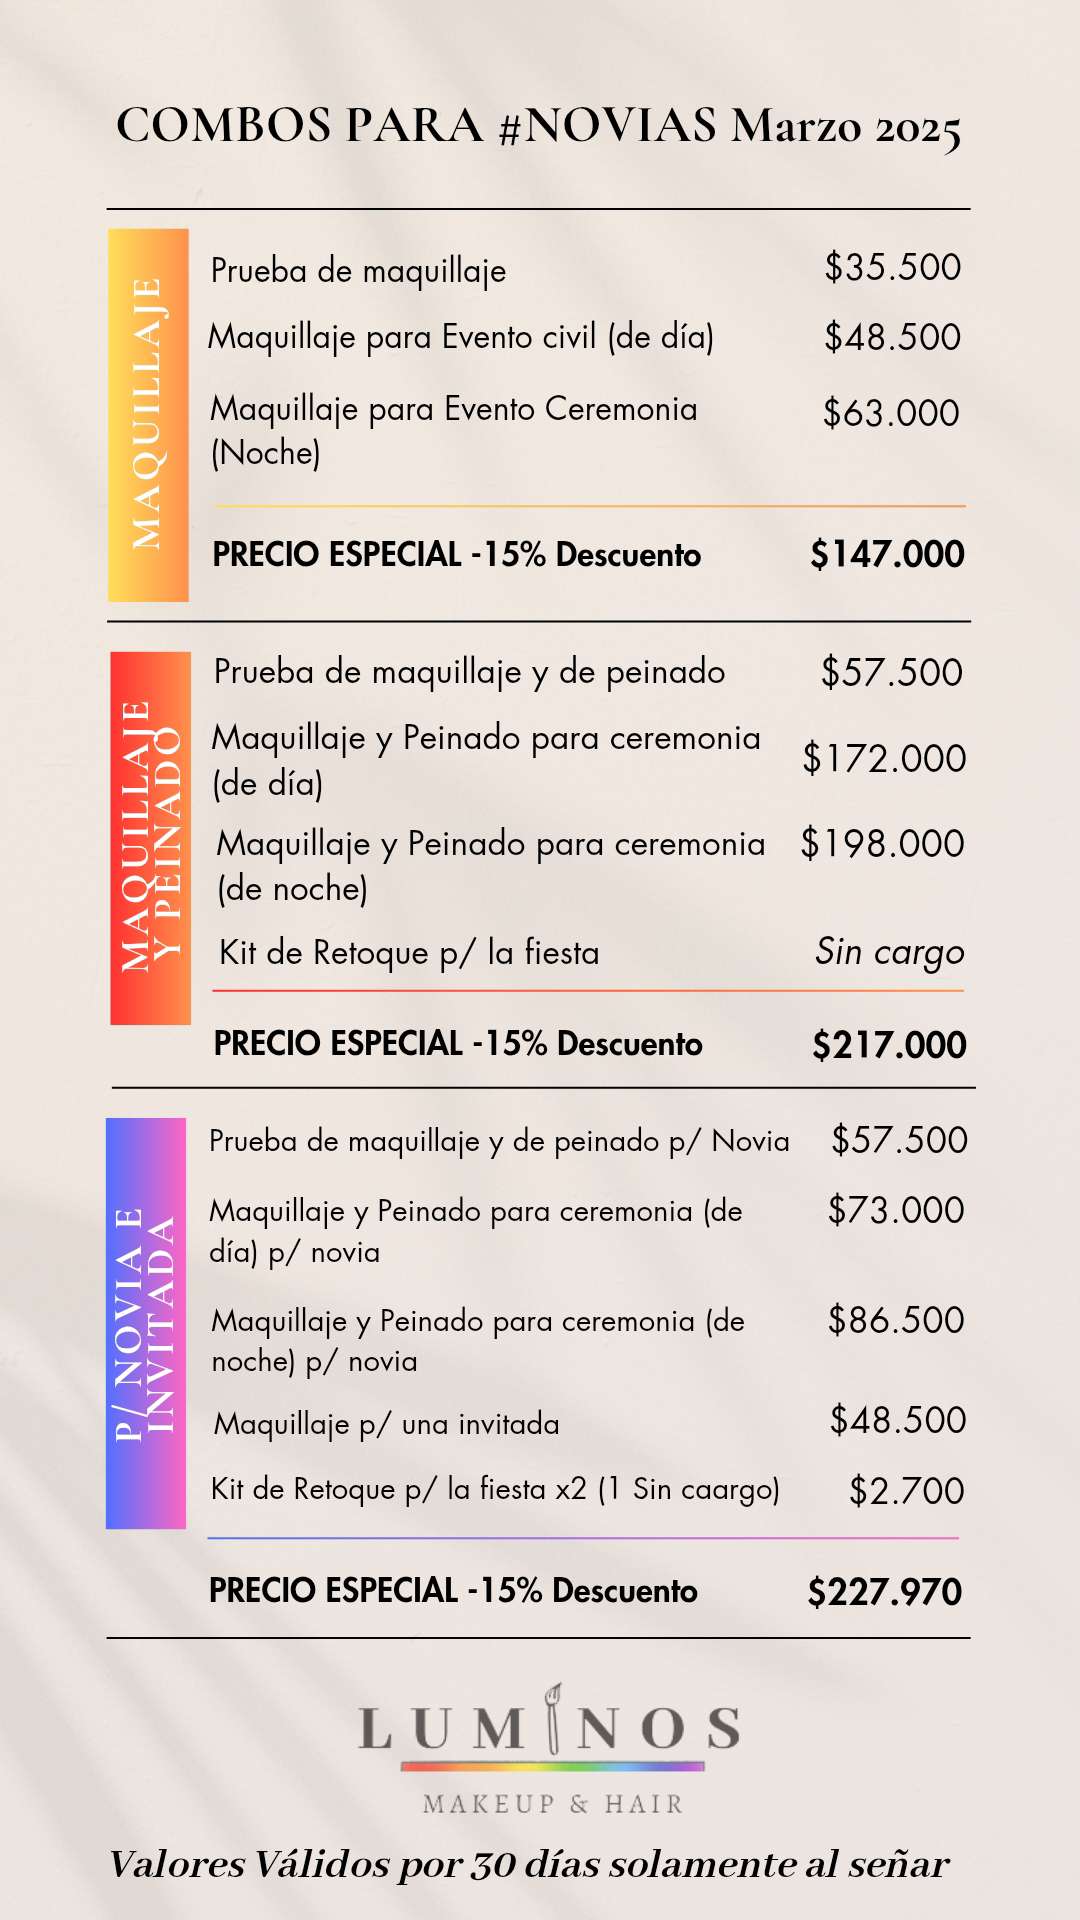 COMBOS PARA #NOVIAS Marzo 2025
MAQUILLAJE
Prueba de maquillaje $35.500
Maquillaje para Evento civil (de día) $48.500
Maquillaje para Evento Ceremonia $63.000
(Noche)
PRECIO ESPECIAL -15% Descuento $147.000
MAQUILLAJE
Y PEINADO
Prueba de maquillaje y de peinado $57.500
Maquillaje y Peinado para ceremonia $172.000
(de día)
Maquillaje y Peinado para ceremonia $198.000
(de noche)
Kit de Retoque p/ la fiesta Sin cargo
PRECIO ESPECIAL -15% Descuento $217.000
P/ NOVIA E
INVITADA
Prueba de maquillaje y de peinado p/ Novia $57.500
Maquillaje y Peinado para ceremonia (de $73.000
día) p/ novia
Maquillaje y Peinado para ceremonia (de $86.500
noche) p/ novia
Maquillaje p/ una invitada $48.500
Kit de Retoque p/ la fiesta x2 (1 Sin caargo) $2.700
PRECIO ESPECIAL -15% Descuento $227.970
LUMINOS
MAKEUP & HAIR
Valores Válidos por 30 días solamente al señar